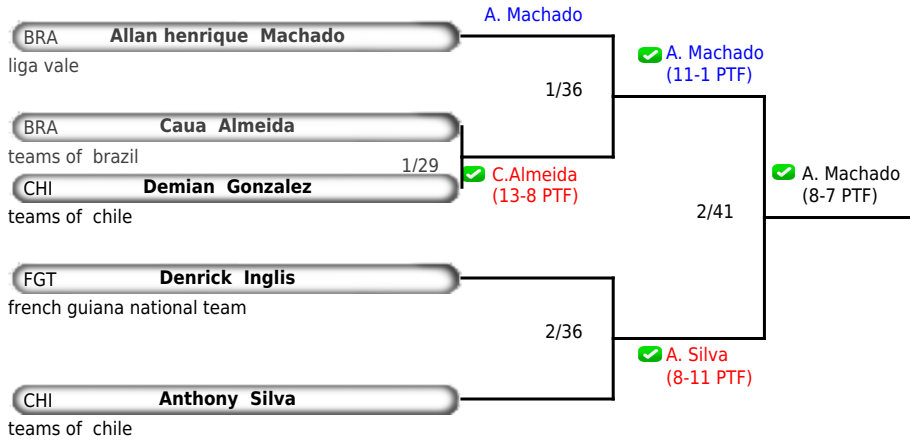 A. Machado
BRA Allan henrique Machado
liga vale
A. Machado
(11-1 PTF)
1/36
BRA Caua Almeida
teams of brazil
1/29
C.Almeida
(13-8 PTF)
CHI Demian Gonzalez
teams of chile
A. Machado
(8-7 PTF)
2/41
FGT Denrick Inglis
french guiana national team
2/36
A. Silva
(8-11 PTF)
CHI Anthony Silva
teams of chile